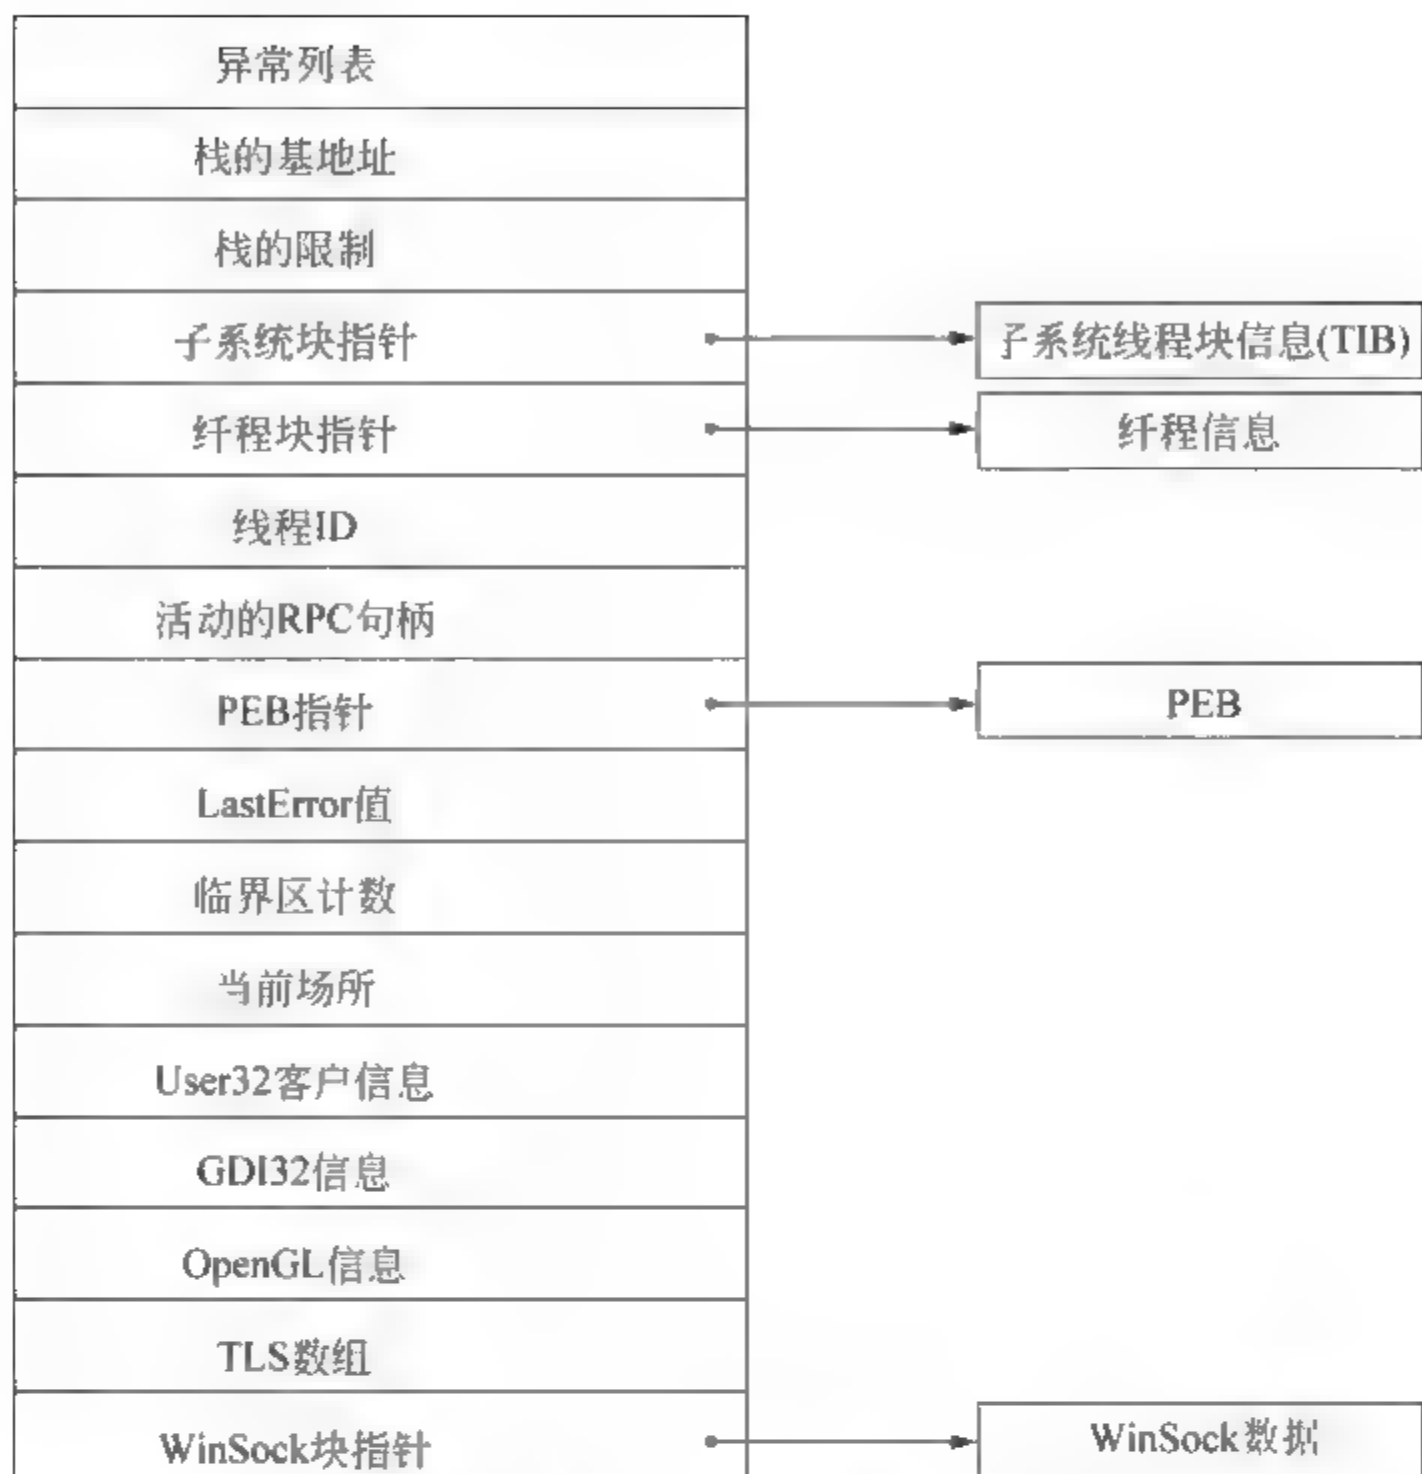 异常列表
栈的基地址
栈的限制
子系统块指针
子系统线程块信息(TIB)
纤程块指针
纤程信息
线程ID
活动的RPC句柄
PEB指针
PEB
LastError值
临界区计数
当前场所
User32客户信息
GDI32信息
OpenGL信息
TLS数组
WinSock块指针
WinSock数据